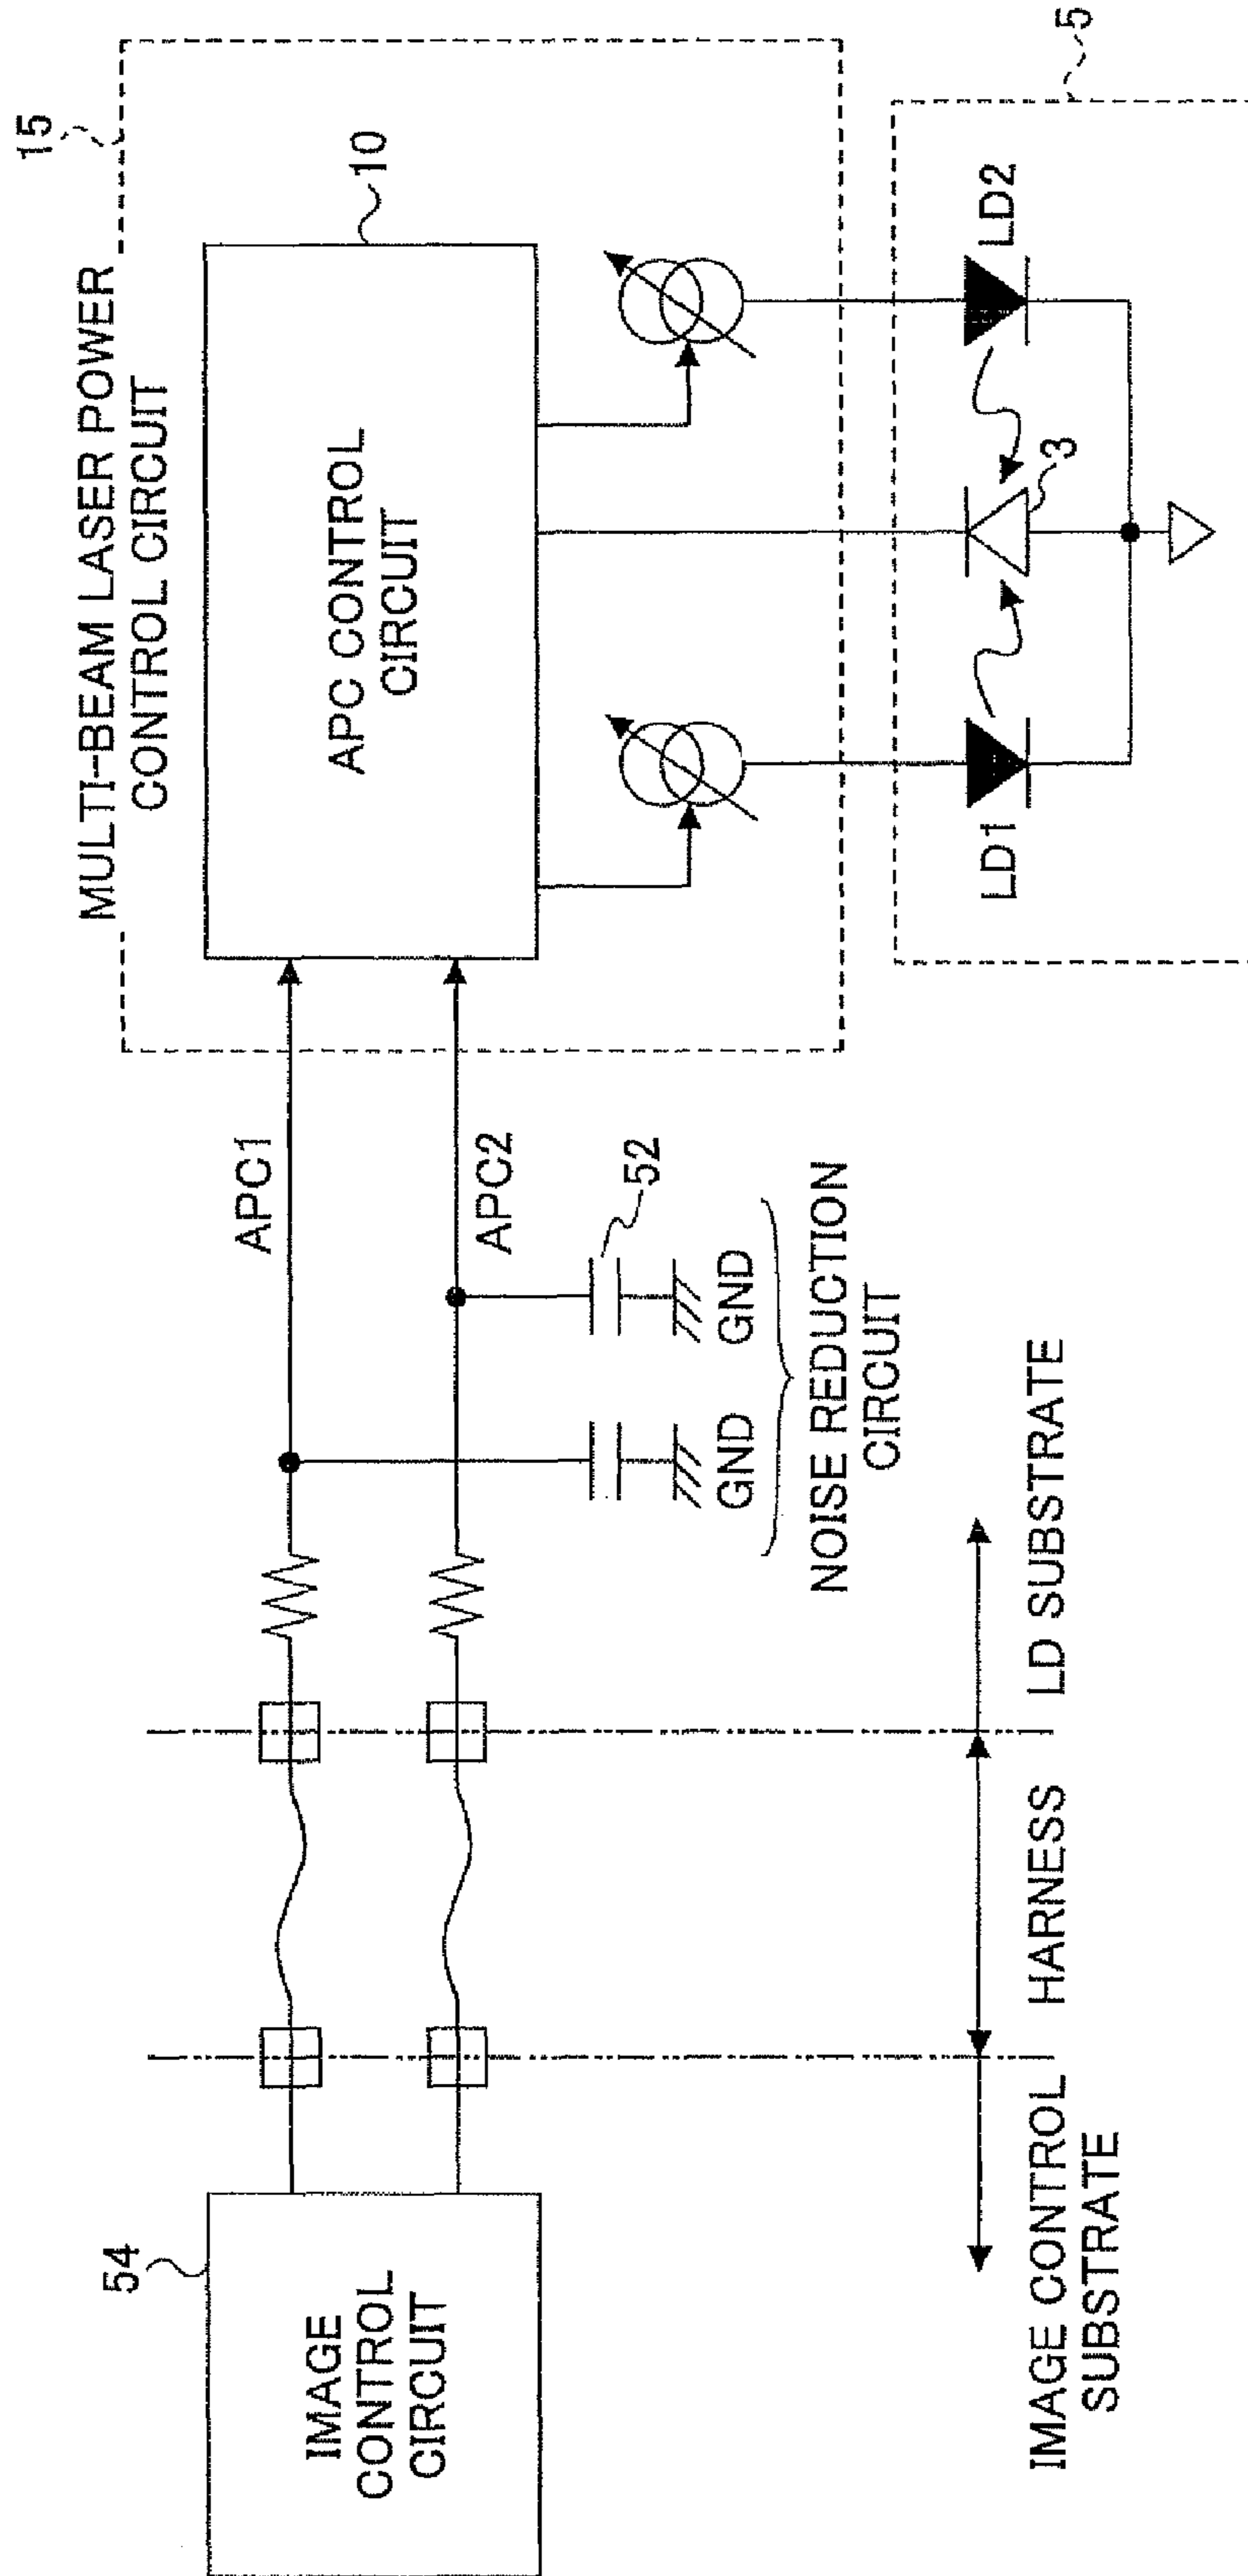 15
MULTI-BEAM LASER POWER
CONTROL CIRCUIT
10
APC CONTROL
CIRCUIT
APC1
APC2
54
IMAGE
CONTROL
CIRCUIT
52
GND
GND
NOISE REDUCTION
CIRCUIT
LD1
3
LD2
5
IMAGE CONTROL
SUBSTRATE
HARNESS
LD SUBSTRATE